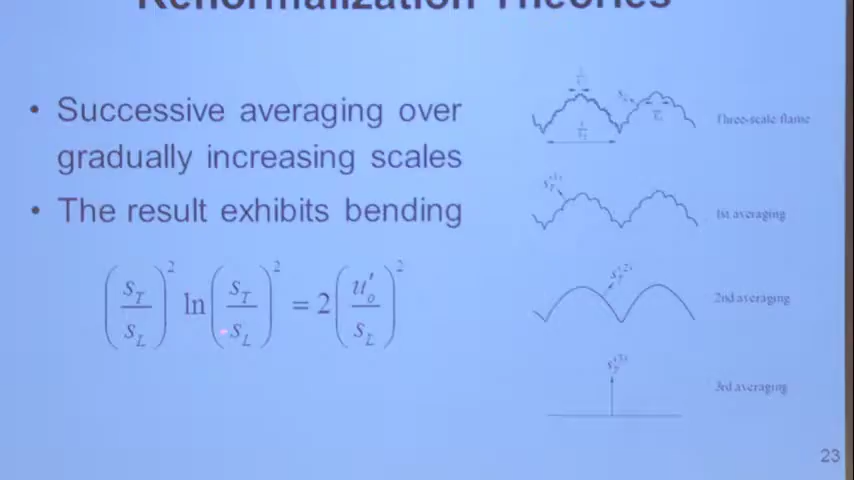 Renormalization Theories
• Successive averaging over
gradually increasing scales
• The result exhibits bending
(s_T / s_L)^2 ln (s_T / s_L)^2 = 2 (u'_o / s_L)^2
Three-scale flame
1st averaging
2nd averaging
3rd averaging
23